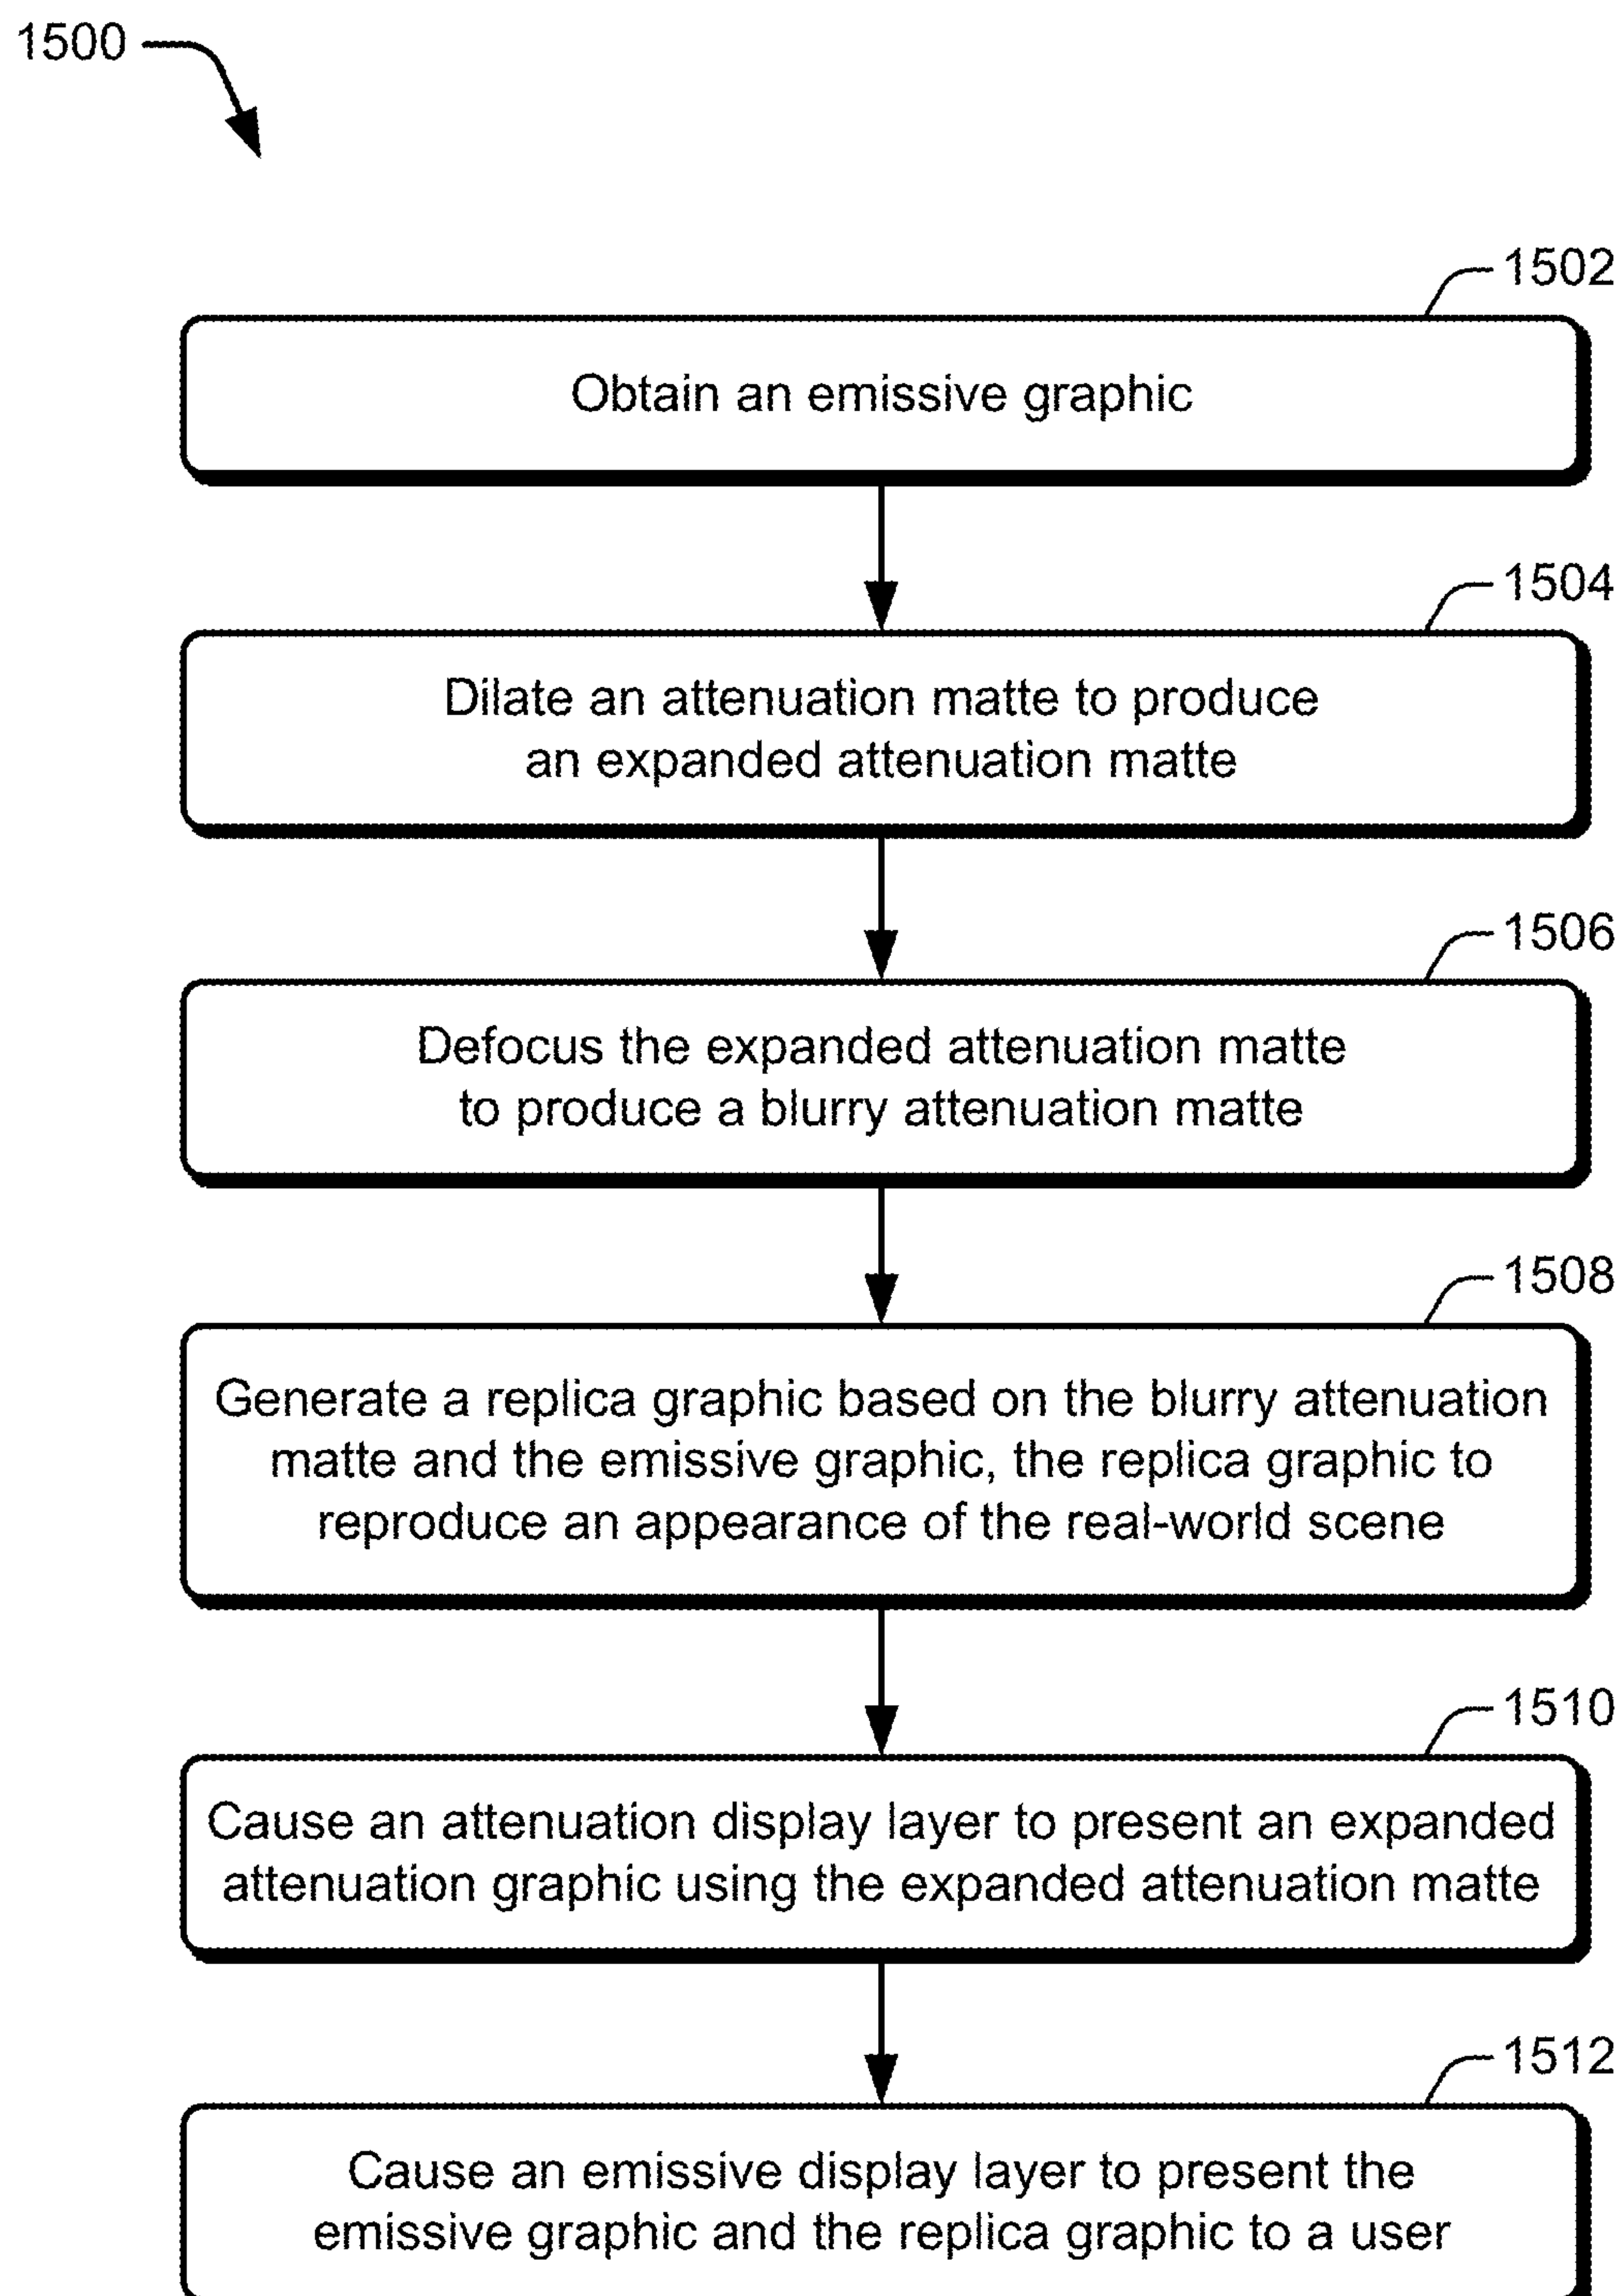 1500
1502
Obtain an emissive graphic
1504
Dilate an attenuation matte to produce
an expanded attenuation matte
1506
Defocus the expanded attenuation matte
to produce a blurry attenuation matte
1508
Generate a replica graphic based on the blurry attenuation
matte and the emissive graphic, the replica graphic to
reproduce an appearance of the real-world scene
1510
Cause an attenuation display layer to present an expanded
attenuation graphic using the expanded attenuation matte
1512
Cause an emissive display layer to present the
emissive graphic and the replica graphic to a user